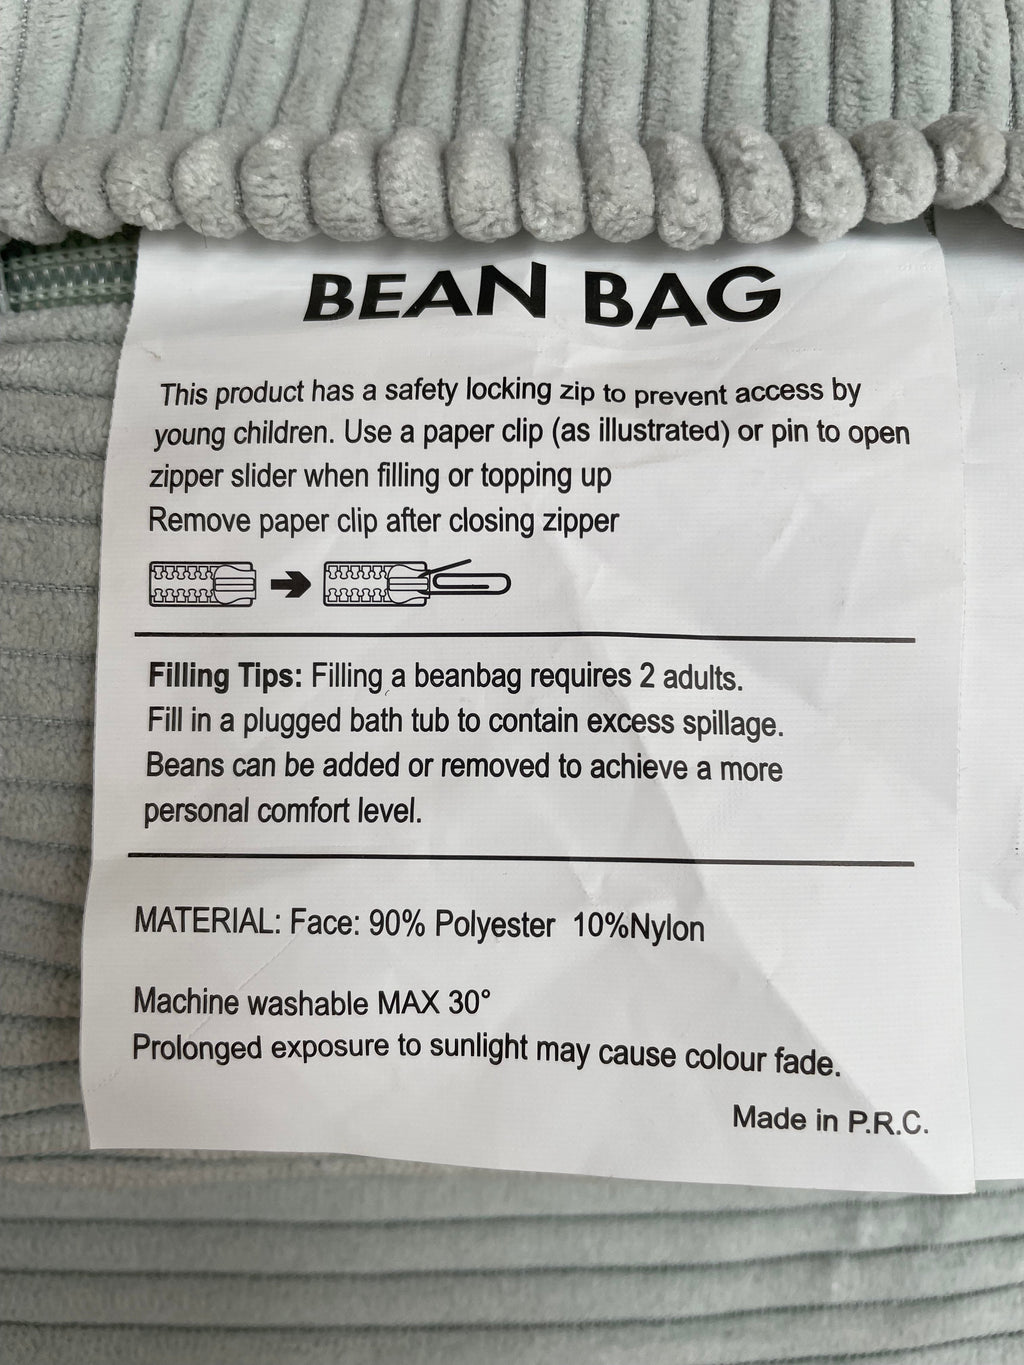 BEAN BAG
This product has a safety locking zip to prevent access by
young children. Use a paper clip (as illustrated) or pin to open
zipper slider when filling or topping up
Remove paper clip after closing zipper
Filling Tips: Filling a beanbag requires 2 adults.
Fill in a plugged bath tub to contain excess spillage.
Beans can be added or removed to achieve a more
personal comfort level.
MATERIAL: Face: 90% Polyester 10%Nylon
Machine washable MAX 30°
Prolonged exposure to sunlight may cause colour fade.
Made in P.R.C.